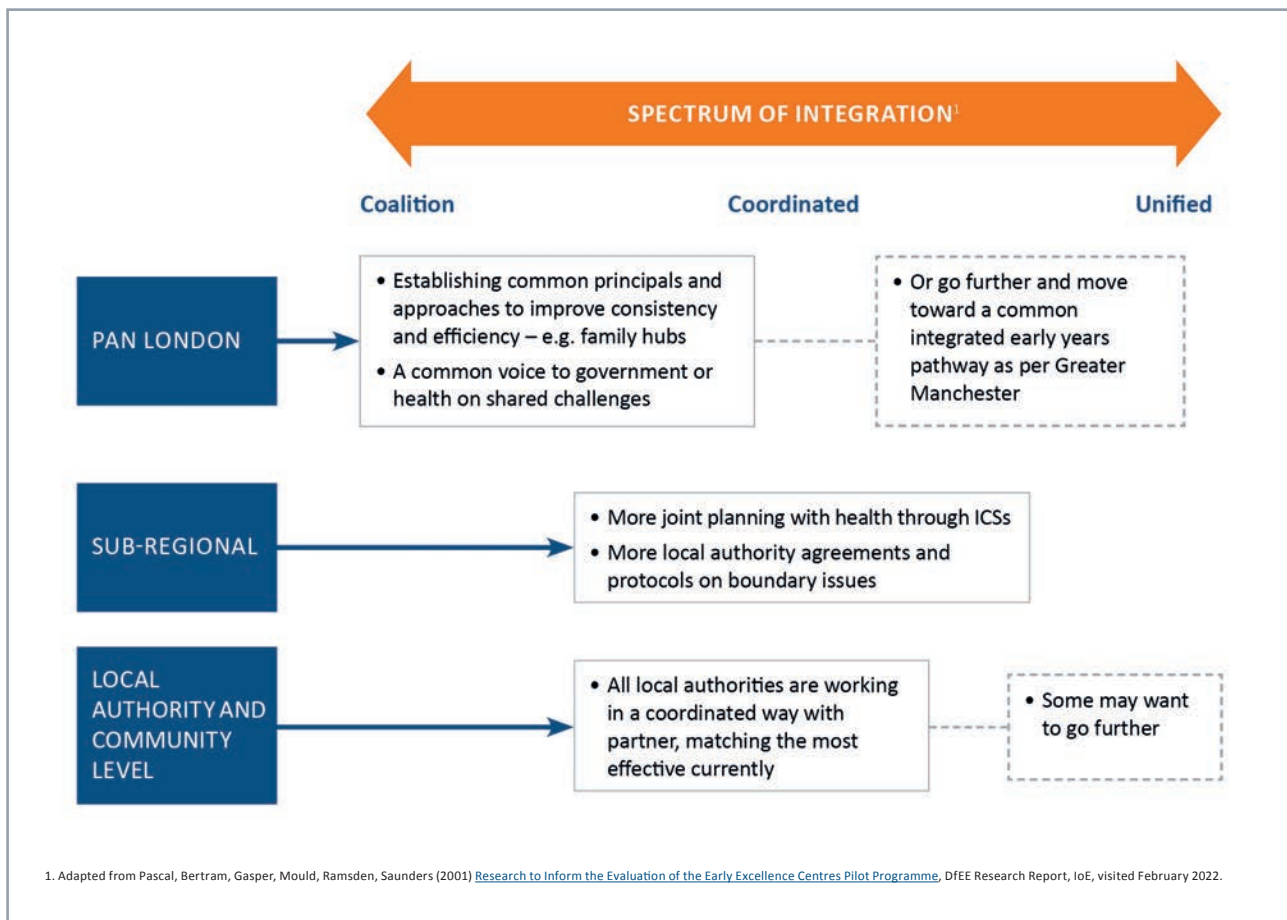 SPECTRUM OF INTEGRATION¹
Coalition
Coordinated
Unified
PAN LONDON
• Establishing common principals and
approaches to improve consistency
and efficiency – e.g. family hubs
• A common voice to government or
health on shared challenges
• Or go further and move
toward a common
integrated early years
pathway as per Greater
Manchester
SUB-REGIONAL
• More joint planning with health through ICSs
• More local authority agreements and
protocols on boundary issues
LOCAL
AUTHORITY AND
COMMUNITY
LEVEL
• All local authorities are working
in a coordinated way with
partner, matching the most
effective currently
• Some may want
to go further
1. Adapted from Pascal, Bertram, Gasper, Mould, Ramsden, Saunders (2001) Research to Inform the Evaluation of the Early Excellence Centres Pilot Programme, DfEE Research Report, IoE, visited February 2022.